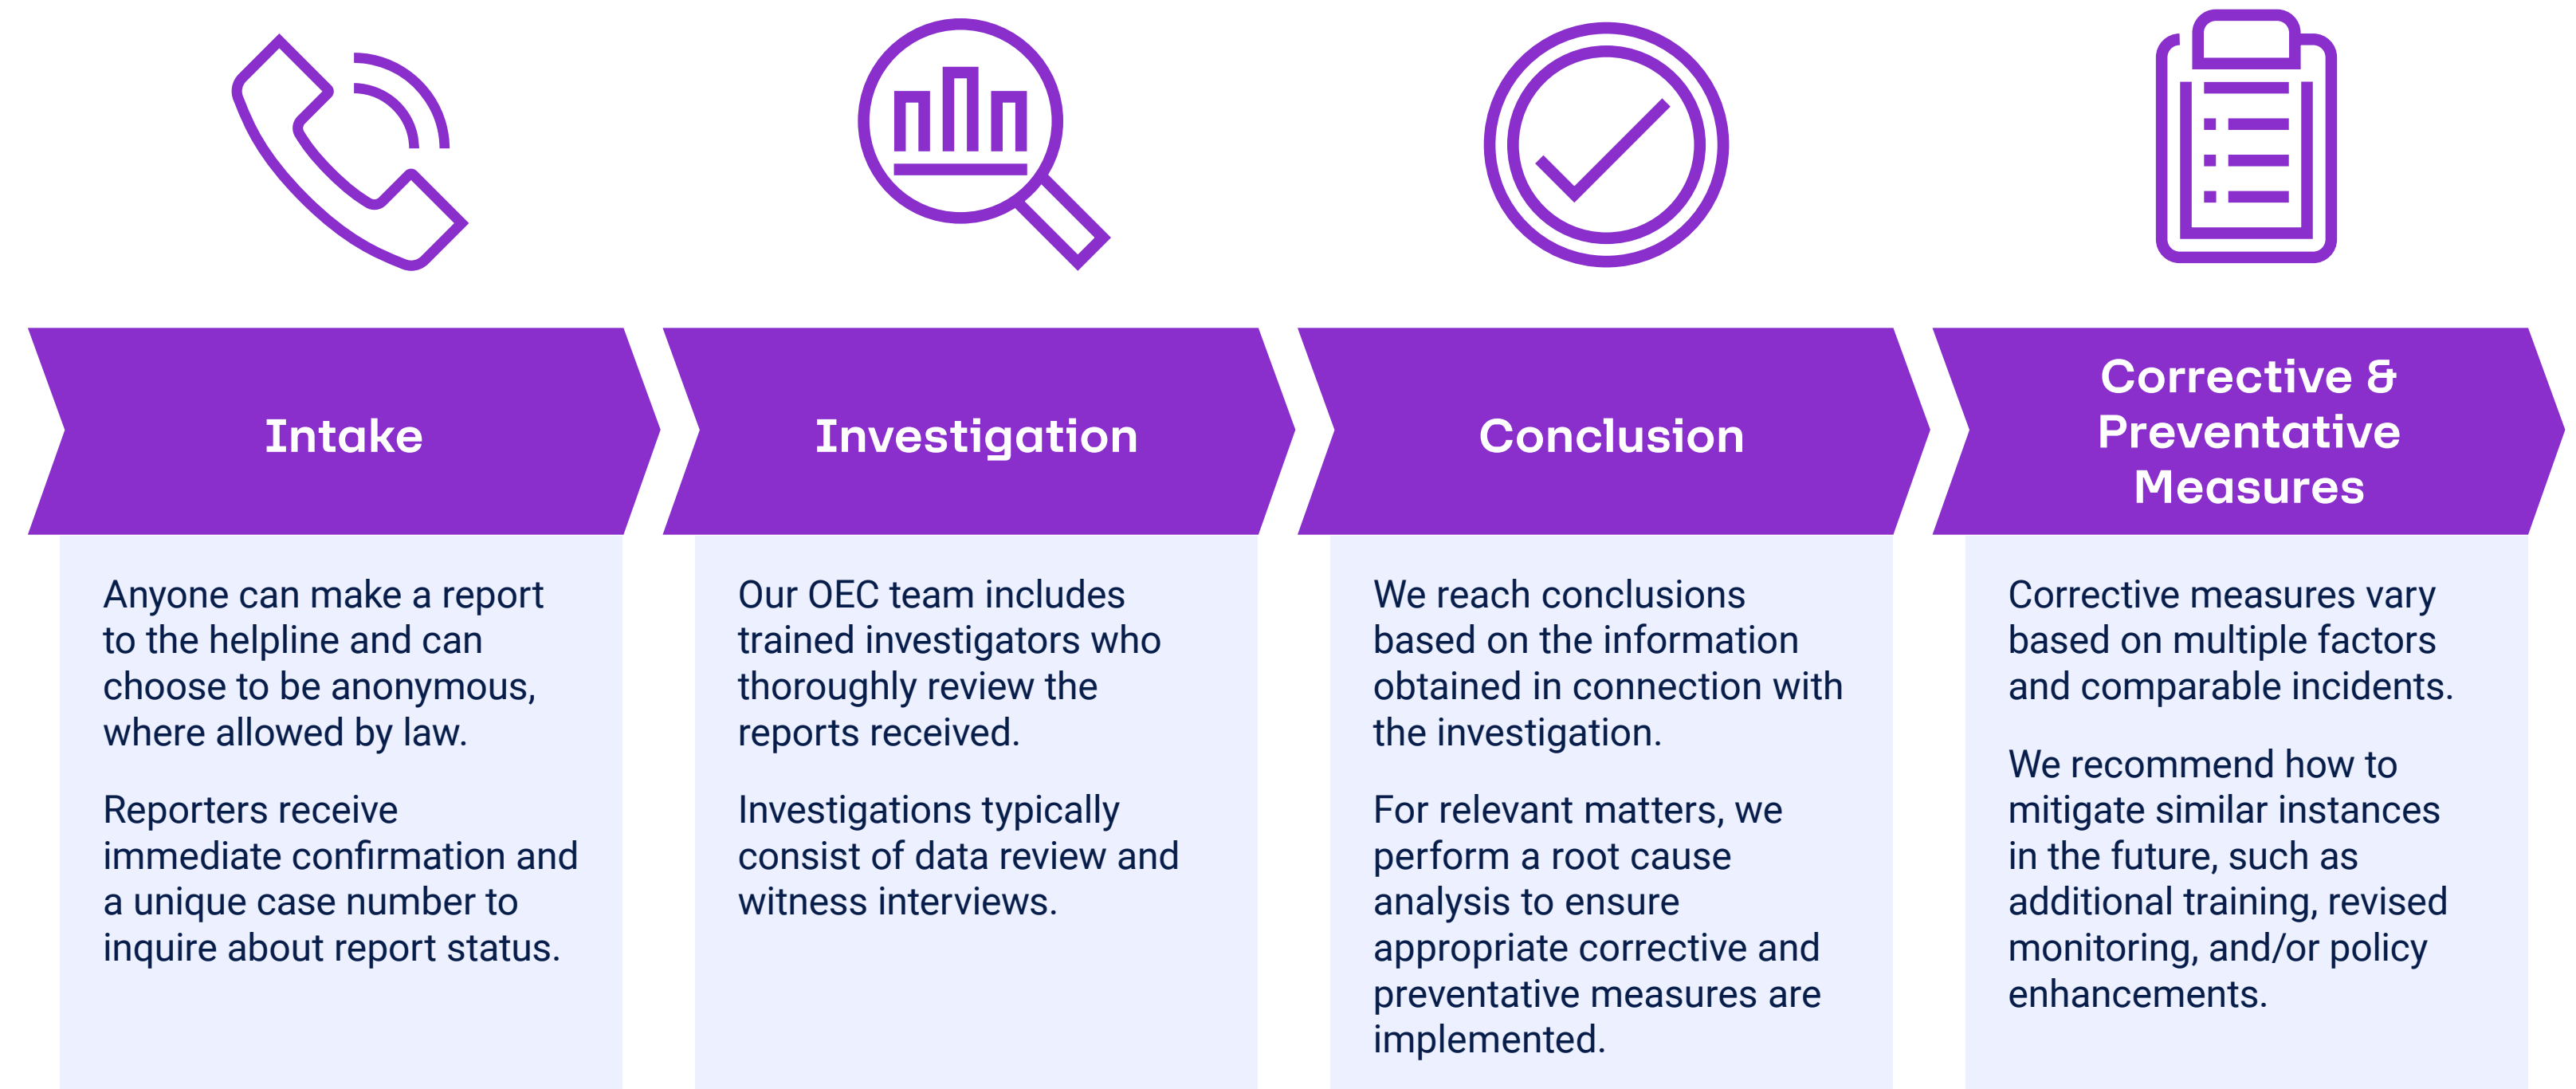 Intake
Anyone can make a report
to the helpline and can
choose to be anonymous,
where allowed by law.
Reporters receive
immediate confirmation and
a unique case number to
inquire about report status.
Investigation
Our OEC team includes
trained investigators who
thoroughly review the
reports received.
Investigations typically
consist of data review and
witness interviews.
Conclusion
We reach conclusions
based on the information
obtained in connection with
the investigation.
For relevant matters, we
perform a root cause
analysis to ensure
appropriate corrective and
preventative measures are
implemented.
Corrective &
Preventative
Measures
Corrective measures vary
based on multiple factors
and comparable incidents.
We recommend how to
mitigate similar instances
in the future, such as
additional training, revised
monitoring, and/or policy
enhancements.